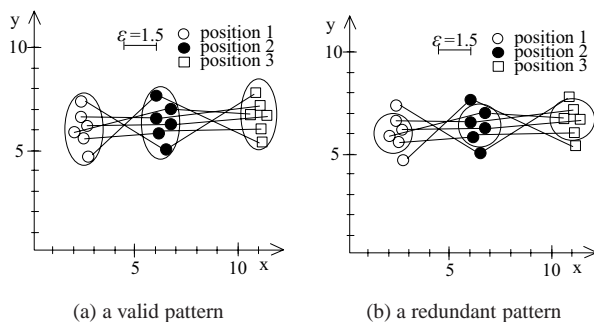 y
10
5
5
10
x
ε=1.5
position 1
position 2
position 3
(a) a valid pattern
y
10
5
5
10
x
ε=1.5
position 1
position 2
position 3
(b) a redundant pattern